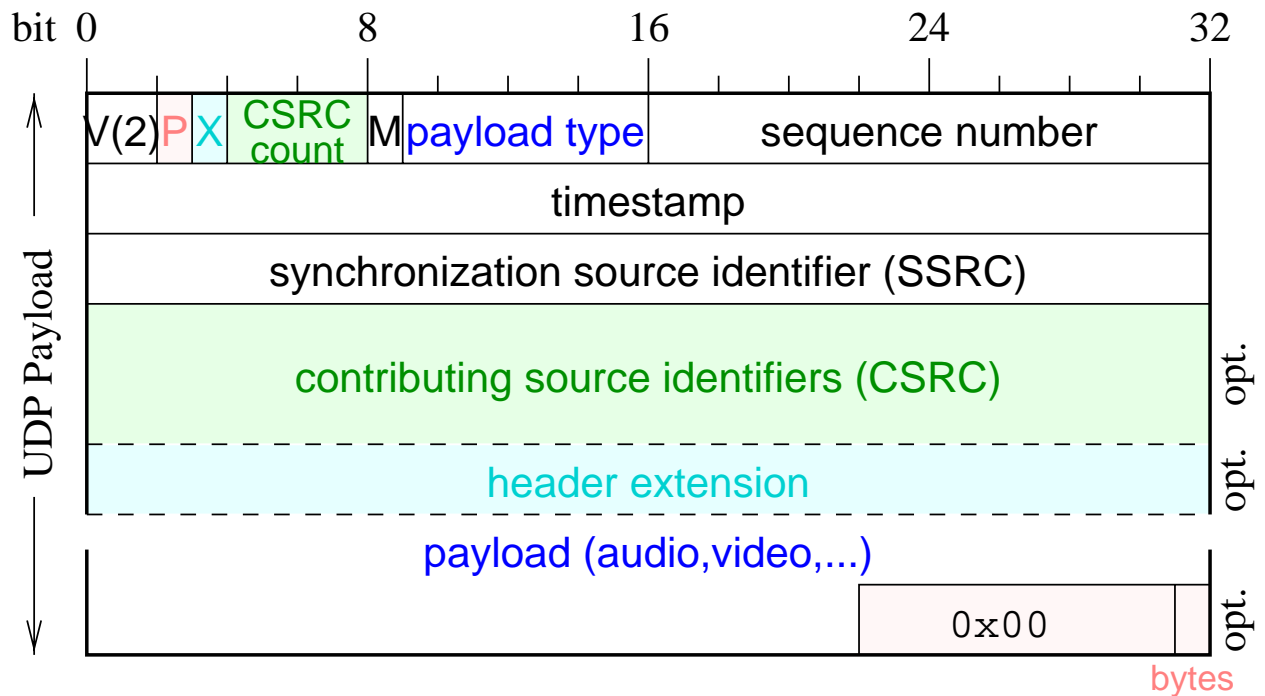 bit 0 8 16 24 32
V(2) P X CSRC count M payload type sequence number
timestamp
synchronization source identifier (SSRC)
contributing source identifiers (CSRC) opt.
header extension opt.
payload (audio,video,...)
0x00 opt.
bytes
UDP Payload